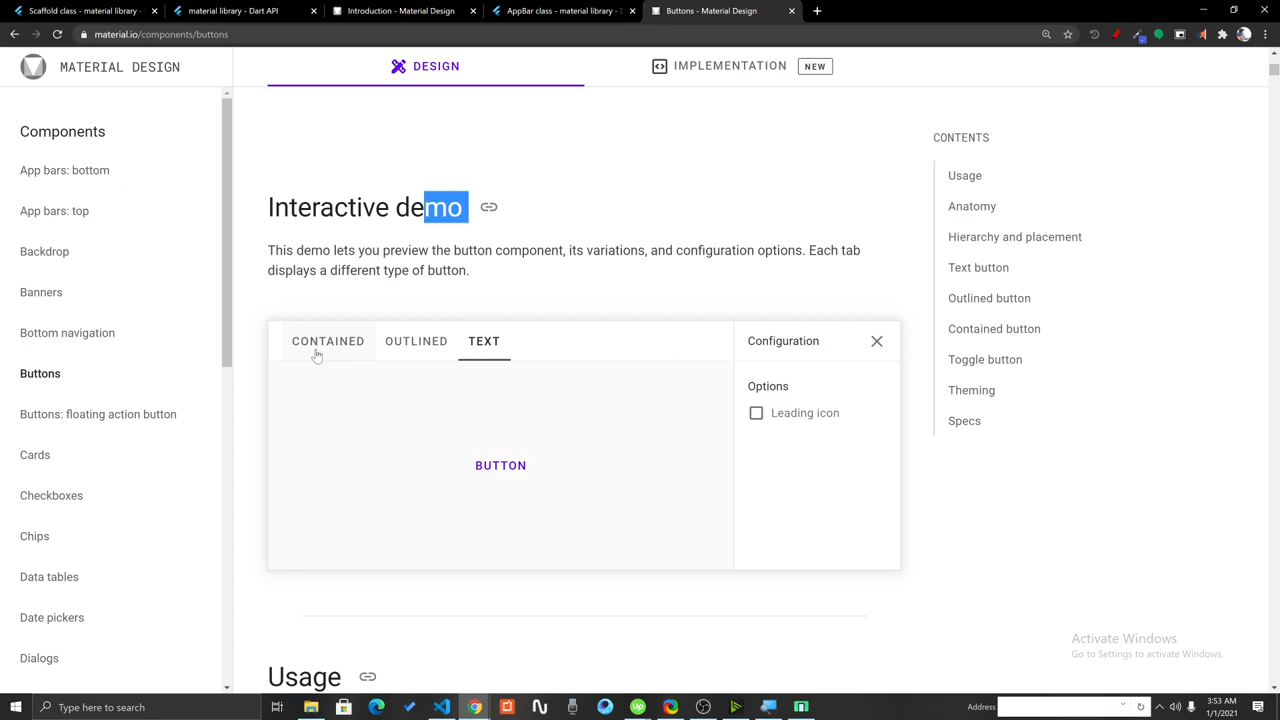 Scaffold class - material library
material library - Dart API
Introduction - Material Design
AppBar class - material library - D
Buttons - Material Design
material.io/components/buttons
MATERIAL DESIGN
DESIGN
IMPLEMENTATION NEW
Components
App bars: bottom
App bars: top
Backdrop
Banners
Bottom navigation
Buttons
Buttons: floating action button
Cards
Checkboxes
Chips
Data tables
Date pickers
Dialogs
Interactive demo
This demo lets you preview the button component, its variations, and configuration options. Each tab
displays a different type of button.
CONTAINED OUTLINED TEXT
Configuration
Options
Leading icon
BUTTON
Usage
CONTENTS
Usage
Anatomy
Hierarchy and placement
Text button
Outlined button
Contained button
Toggle button
Theming
Specs
Activate Windows
Go to Settings to activate Windows.
Type here to search
Up
Address
3:53 AM
1/1/2021